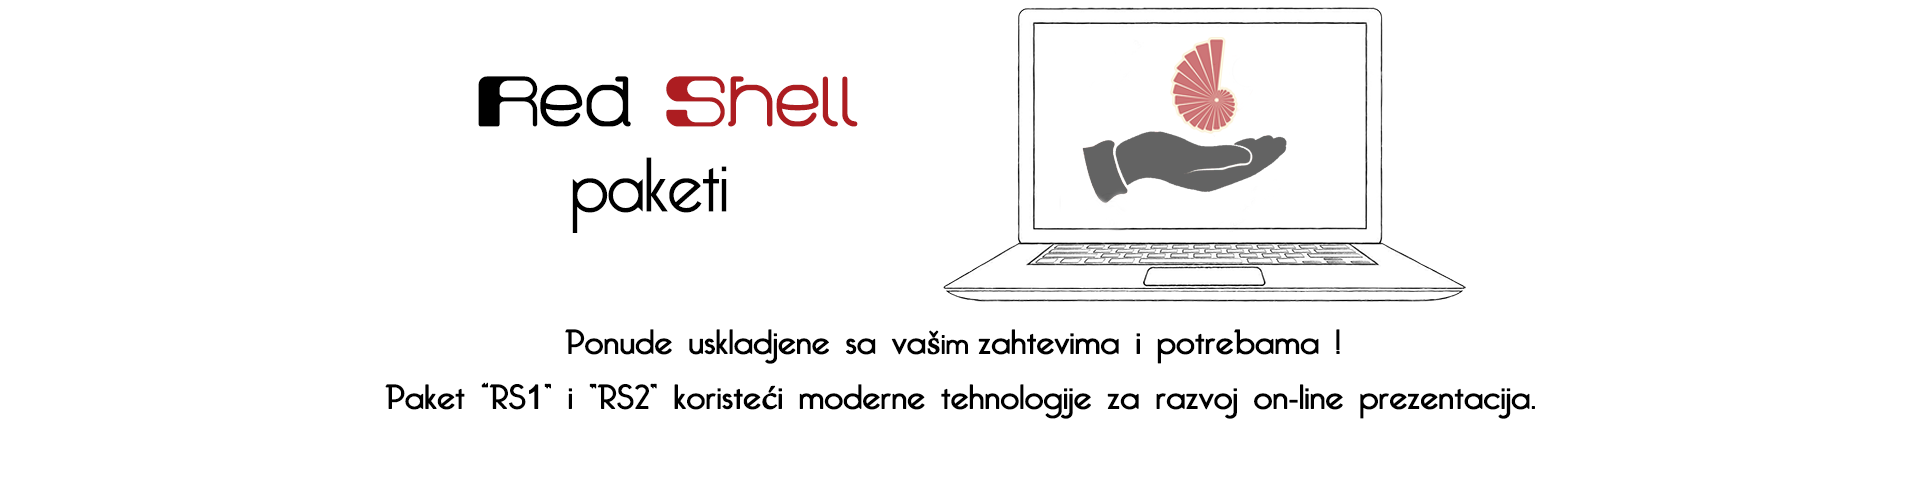 Red Shell
paketi
Ponude uskladjene sa vašim zahtevima i potrebama !
Paket “RS1” i ”RS2” koristeći moderne tehnologije za razvoj on-line prezentacija.